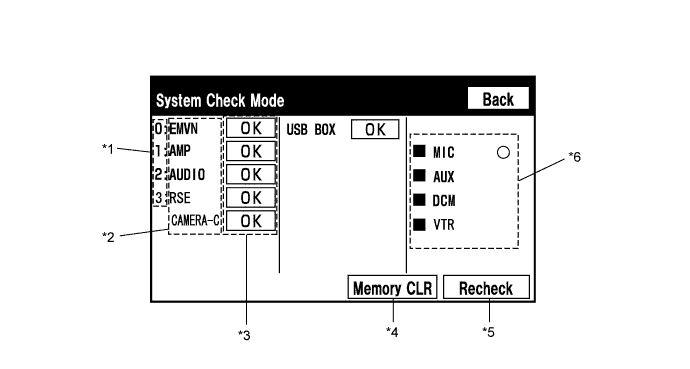 System Check Mode Back
0: EMVN OK USB BOX OK
1: AMP OK MIC
2: AUDIO OK AUX
3: RSE OK DCM
CAMERA-C OK VTR
Memory CLR Recheck
*1
*2
*3
*4
*5
*6